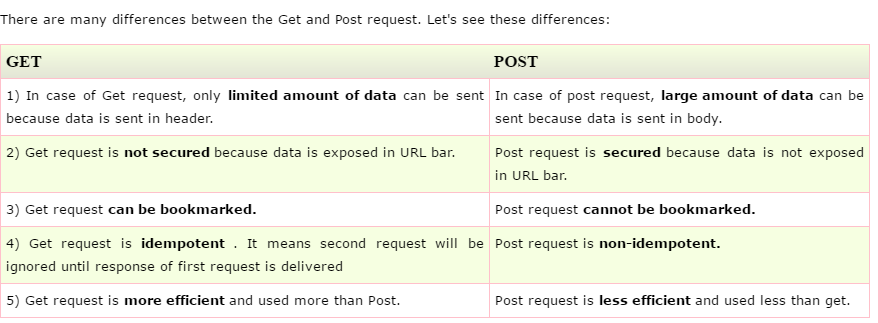 There are many differences between the Get and Post request. Let's see these differences:
GET
POST
1) In case of Get request, only limited amount of data can be sent
because data is sent in header.
In case of post request, large amount of data can be
sent because data is sent in body.
2) Get request is not secured because data is exposed in URL bar.
Post request is secured because data is not exposed
in URL bar.
3) Get request can be bookmarked.
Post request cannot be bookmarked.
4) Get request is idempotent . It means second request will be
ignored until response of first request is delivered
Post request is non-idempotent.
5) Get request is more efficient and used more than Post.
Post request is less efficient and used less than get.